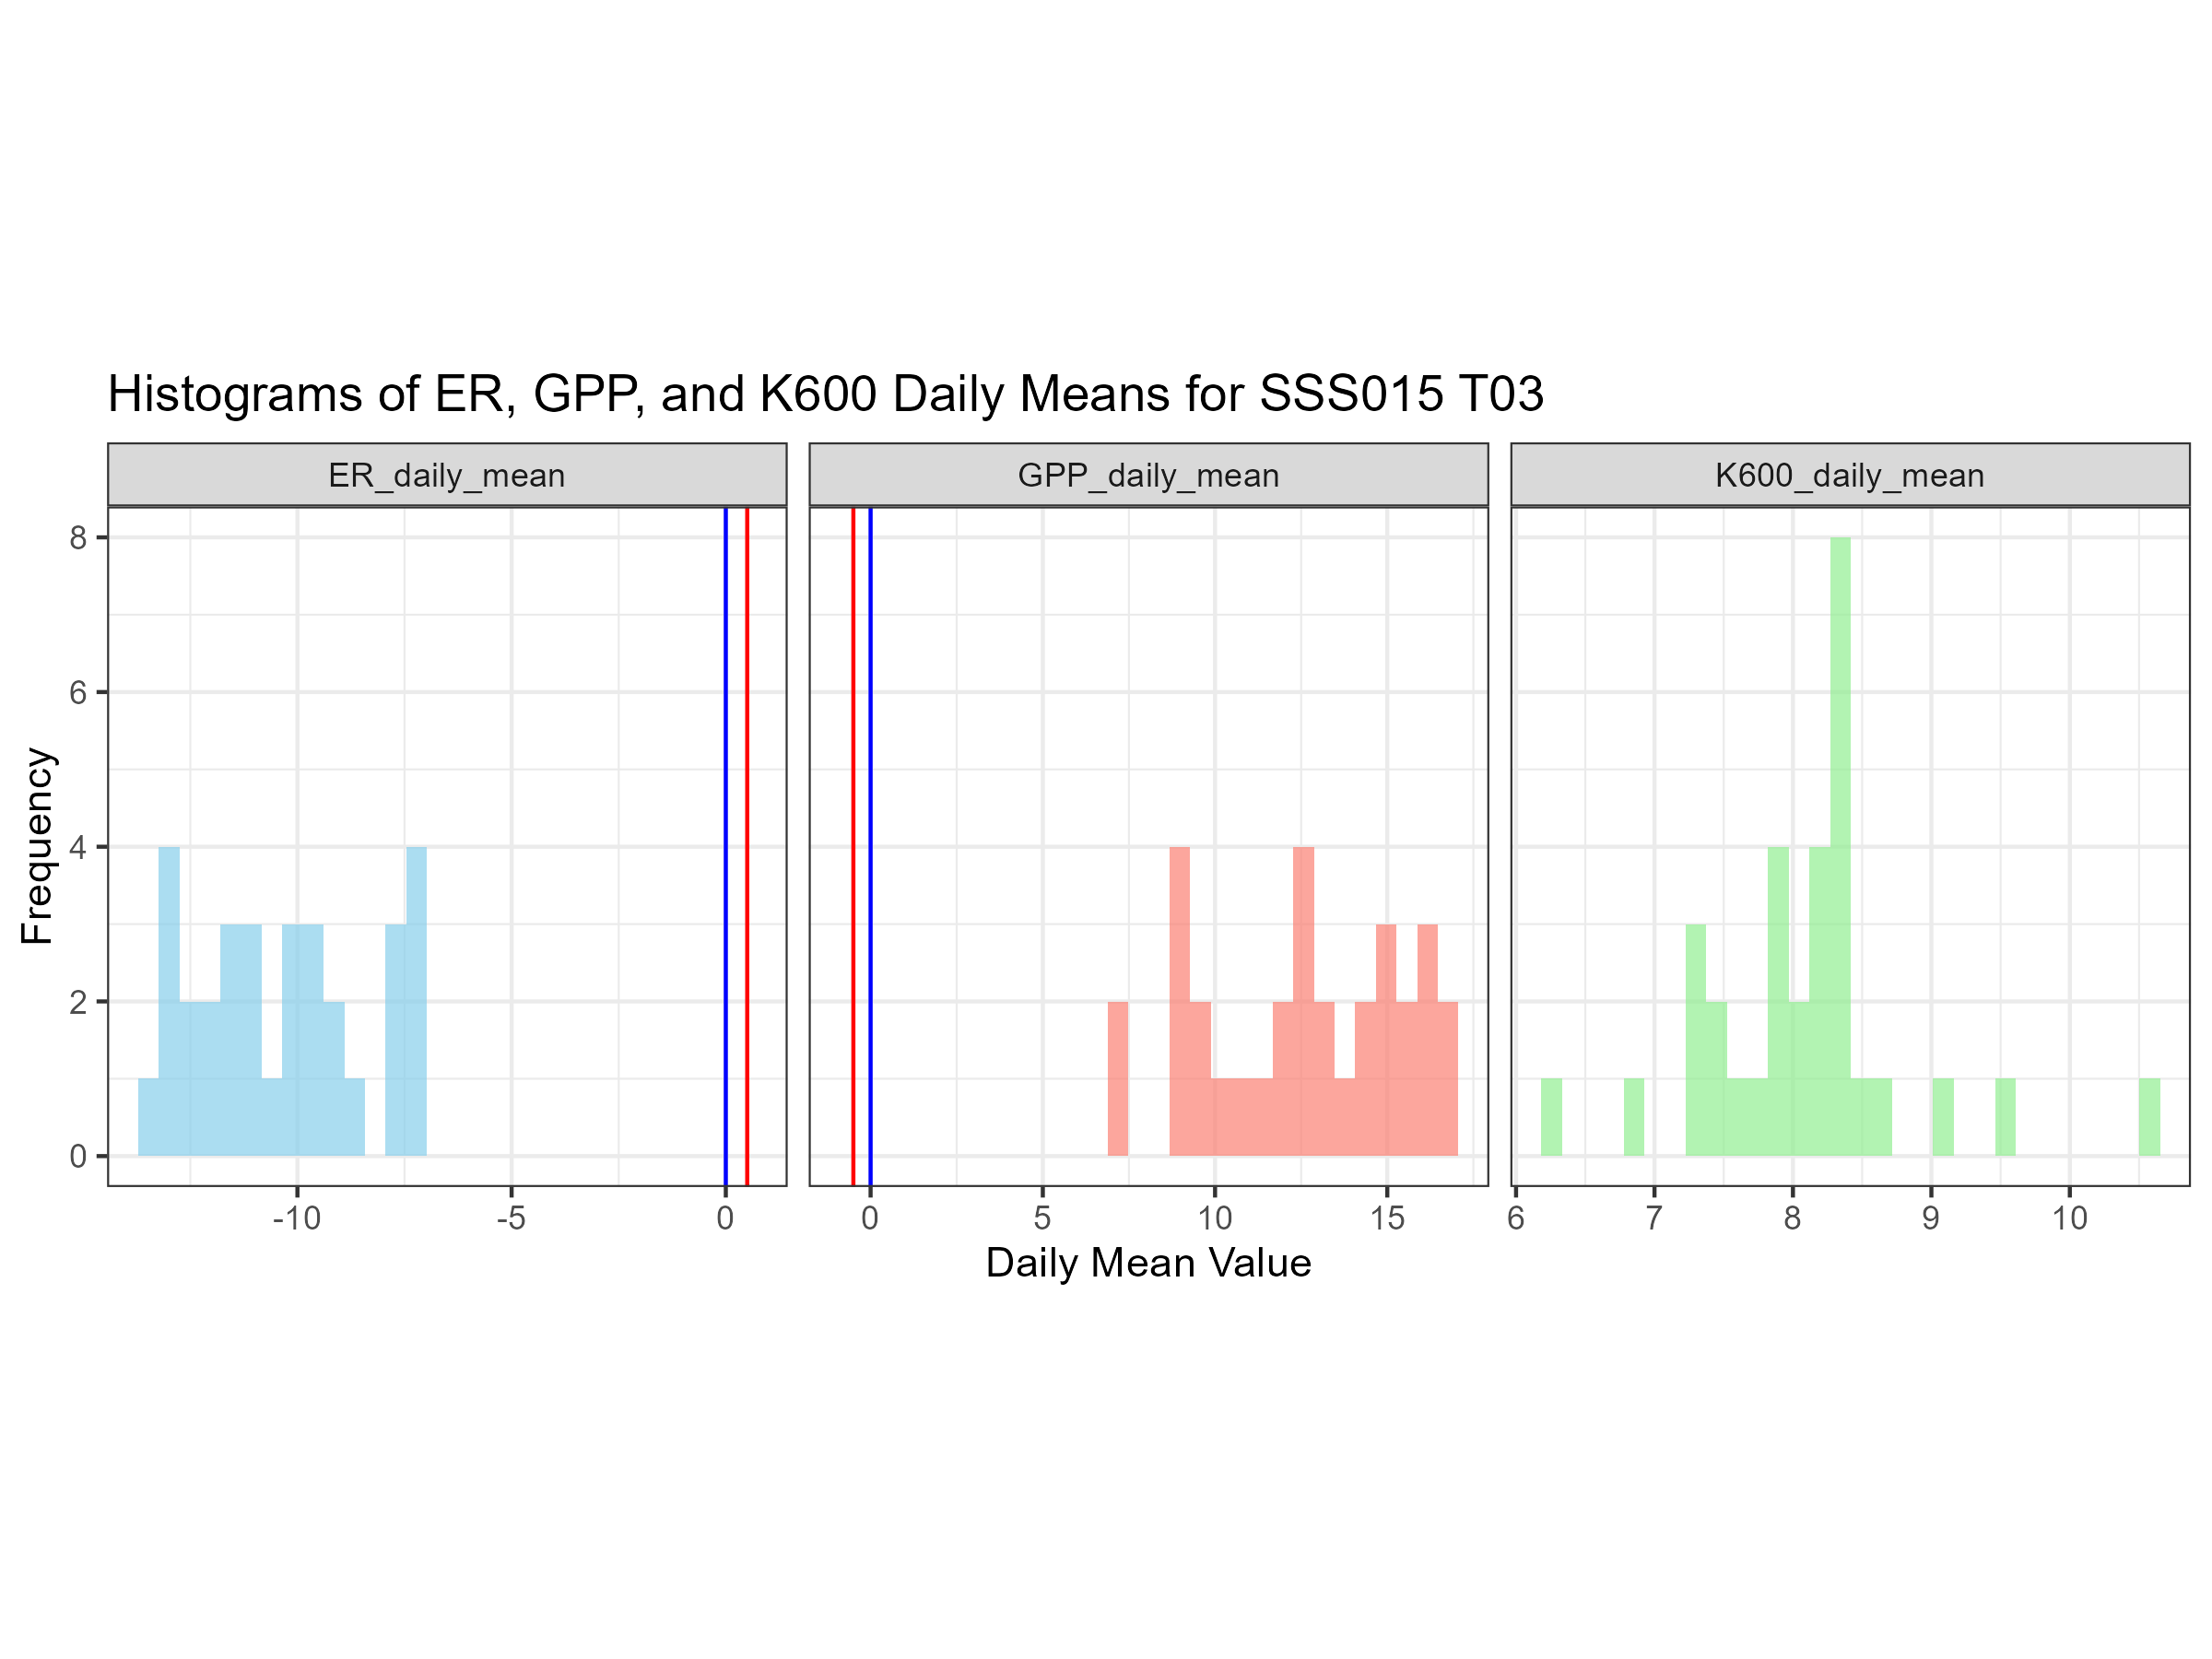 Histograms of ER, GPP, and K600 Daily Means for SSS015 T03
ER_daily_mean
GPP_daily_mean
K600_daily_mean
Frequency
8
6
4
2
0
-10
-5
0
0
5
10
15
6
7
8
9
10
Daily Mean Value